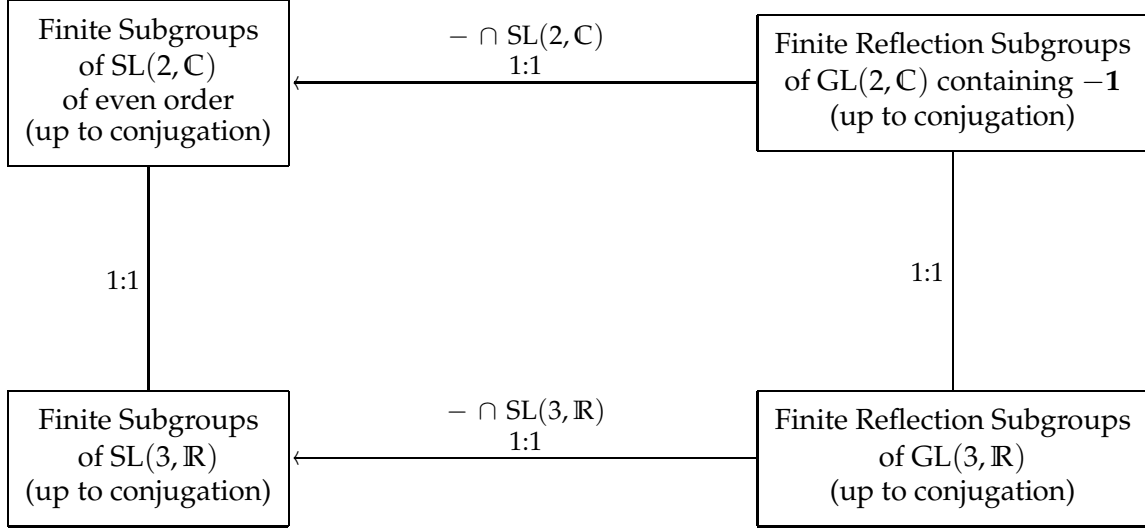 Finite Subgroups
of SL(2, ℂ)
of even order
(up to conjugation)
− ∩ SL(2, ℂ)
1:1
Finite Reflection Subgroups
of GL(2, ℂ) containing −𝟏
(up to conjugation)
1:1
1:1
Finite Subgroups
of SL(3, ℝ)
(up to conjugation)
− ∩ SL(3, ℝ)
1:1
Finite Reflection Subgroups
of GL(3, ℝ)
(up to conjugation)